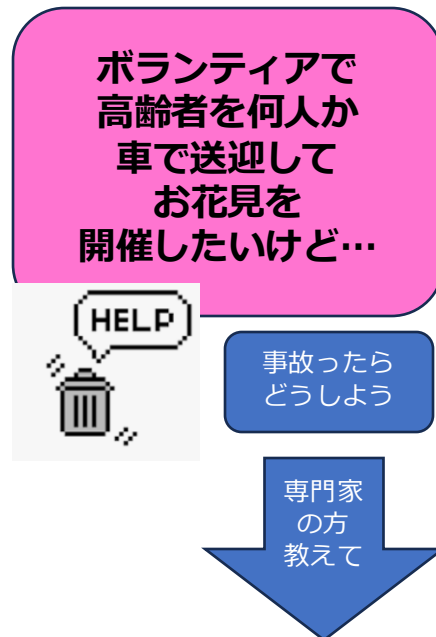 ボランティアで
高齢者を何人か
車で送迎して
お花見を
開催したいけど…
HELP
事故ったら
どうしよう
専門家
の方
教えて